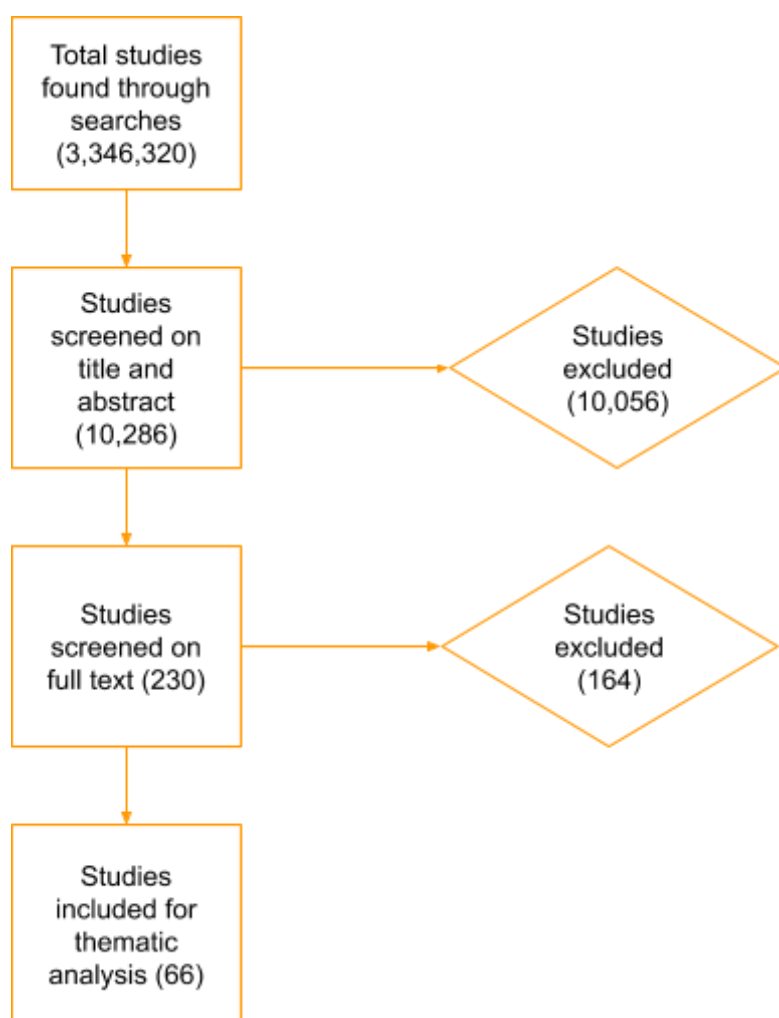 Total studies
found through
searches
(3,346,320)
Studies
screened on
title and
abstract
(10,286)
Studies
excluded
(10,056)
Studies
screened on
full text (230)
Studies
excluded
(164)
Studies
included for
thematic
analysis (66)